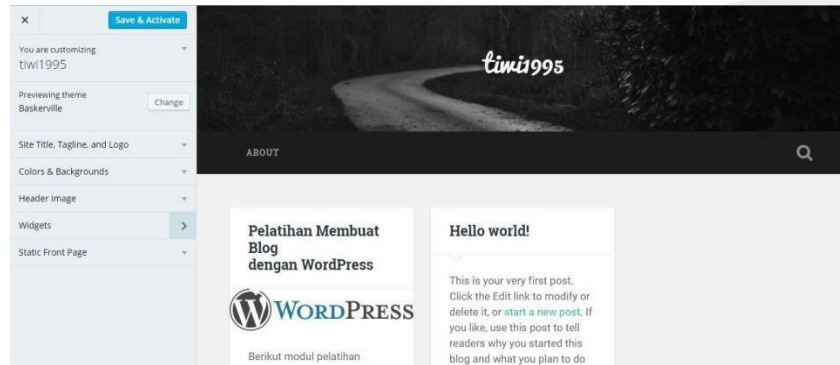 × Save & Activate
You are customizing
tiwi1995
Previewing theme
Baskerville
Change
Site Title, Tagline, and Logo
Colors & Backgrounds
Header Image
Widgets
Static Front Page
tiwi1995
ABOUT
Pelatihan Membuat
Blog
dengan WordPress
WORDPRESS
Berikut modul pelatihan
Hello world!
This is your very first post.
Click the Edit link to modify or
delete it, or start a new post. If
you like, use this post to tell
readers why you started this
blog and what you plan to do